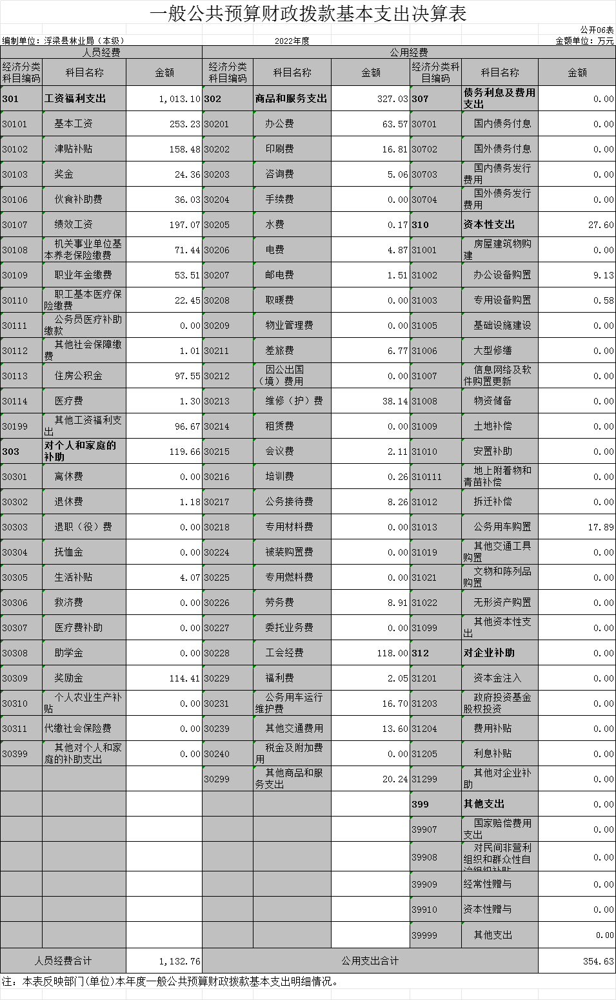 一般公共预算财政拨款基本支出决算表
公开06表
编制单位：浮梁县林业局（本级） 2022年度 金额单位：万元
人员经费 公用经费
经济分类科目编码 科目名称 金额 经济分类科目编码 科目名称 金额 经济分类科目编码 科目名称 金额
301 工资福利支出 1,013.10 302 商品和服务支出 327.03 307 债务利息及费用支出 0.00
30101 基本工资 253.23 30201 办公费 63.57 30701 国内债务付息 0.00
30102 津贴补贴 158.48 30202 印刷费 16.81 30702 国外债务付息 0.00
30103 奖金 24.36 30203 咨询费 5.06 30703 国内债务发行费用 0.00
30106 伙食补助费 36.03 30204 手续费 0.00 30704 国外债务发行费用 0.00
30107 绩效工资 197.07 30205 水费 0.17 310 资本性支出 27.60
30108 机关事业单位基本养老保险缴费 71.44 30206 电费 4.87 31001 房屋建筑物购建 0.00
30109 职业年金缴费 53.51 30207 邮电费 1.51 31002 办公设备购置 9.13
30110 职工基本医疗保险缴费 22.45 30208 取暖费 0.00 31003 专用设备购置 0.58
30111 公务员医疗补助缴款 0.00 30209 物业管理费 0.00 31005 基础设施建设 0.00
30112 其他社会保障缴费 1.01 30211 差旅费 6.77 31006 大型修缮 0.00
30113 住房公积金 97.55 30212 因公出国（境）费用 0.00 31007 信息网络及软件购置更新 0.00
30114 医疗费 1.30 30213 维修（护）费 38.14 31008 物资储备 0.00
30199 其他工资福利支出 96.67 30214 租赁费 0.00 31009 土地补偿 0.00
303 对个人和家庭的补助 119.66 30215 会议费 2.11 31010 安置补助 0.00
30301 离休费 0.00 30216 培训费 0.26 310111 地上附着物和青苗补偿 0.00
30302 退休费 1.18 30217 公务接待费 8.26 31012 拆迁补偿 0.00
30303 退职（役）费 0.00 30218 专用材料费 0.00 31013 公务用车购置 17.89
30304 抚恤金 0.00 30224 被装购置费 0.00 31019 其他交通工具购置 0.00
30305 生活补贴 4.07 30225 专用燃料费 0.00 31021 文物和陈列品购置 0.00
30306 救济费 0.00 30226 劳务费 8.91 31022 无形资产购置 0.00
30307 医疗费补助 0.00 30227 委托业务费 0.00 31099 其他资本性支出 0.00
30308 助学金 0.00 30228 工会经费 118.00 312 对企业补助 0.00
30309 奖励金 114.41 30229 福利费 2.05 31201 资本金注入 0.00
30310 个人农业生产补贴 0.00 30231 公务用车运行维护费 16.70 31203 政府投资基金股权投资 0.00
30311 代缴社会保险费 0.00 30239 其他交通费用 13.60 31204 费用补贴 0.00
30399 其他对个人和家庭的补助支出 0.00 30240 税金及附加费用 0.00 31205 利息补贴 0.00
30299 其他商品和服务支出 20.24 31299 其他对企业补助 0.00
399 其他支出 0.00
39907 国家赔偿费用支出 0.00
39908 对民间非营利组织和群众性自治组织补贴 0.00
39909 经常性赠与 0.00
39910 资本性赠与 0.00
39999 其他支出 0.00
人员经费合计 1,132.76 公用支出合计 354.63
注：本表反映部门(单位)本年度一般公共预算财政拨款基本支出明细情况。